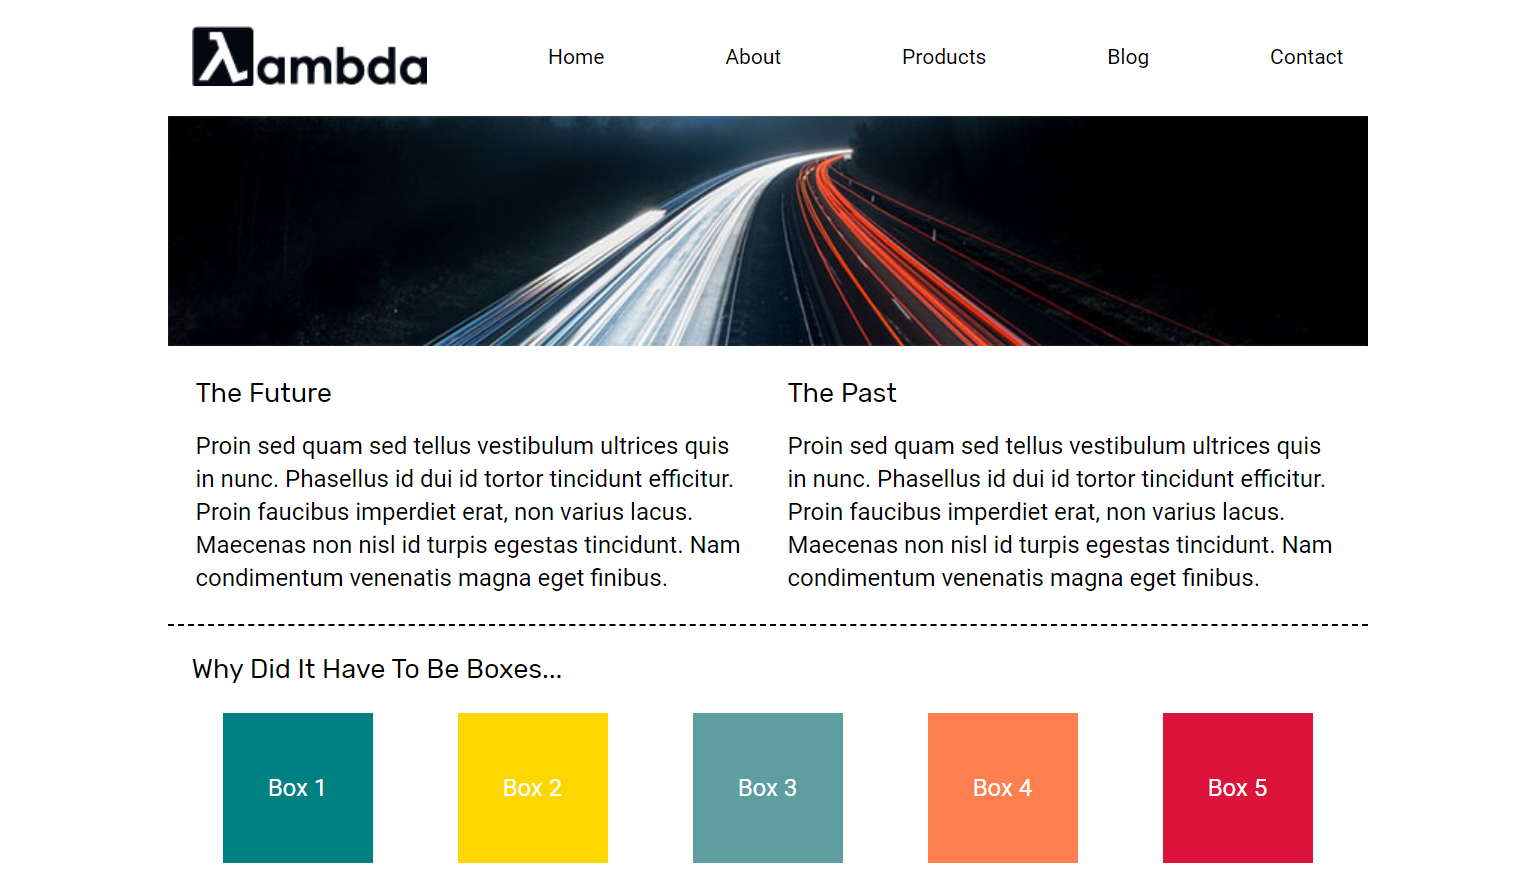 λambda
Home About Products Blog Contact
The Future
Proin sed quam sed tellus vestibulum ultrices quis
in nunc. Phasellus id dui id tortor tincidunt efficitur.
Proin faucibus imperdiet erat, non varius lacus.
Maecenas non nisl id turpis egestas tincidunt. Nam
condimentum venenatis magna eget finibus.
The Past
Proin sed quam sed tellus vestibulum ultrices quis
in nunc. Phasellus id dui id tortor tincidunt efficitur.
Proin faucibus imperdiet erat, non varius lacus.
Maecenas non nisl id turpis egestas tincidunt. Nam
condimentum venenatis magna eget finibus.
Why Did It Have To Be Boxes...
Box 1 Box 2 Box 3 Box 4 Box 5